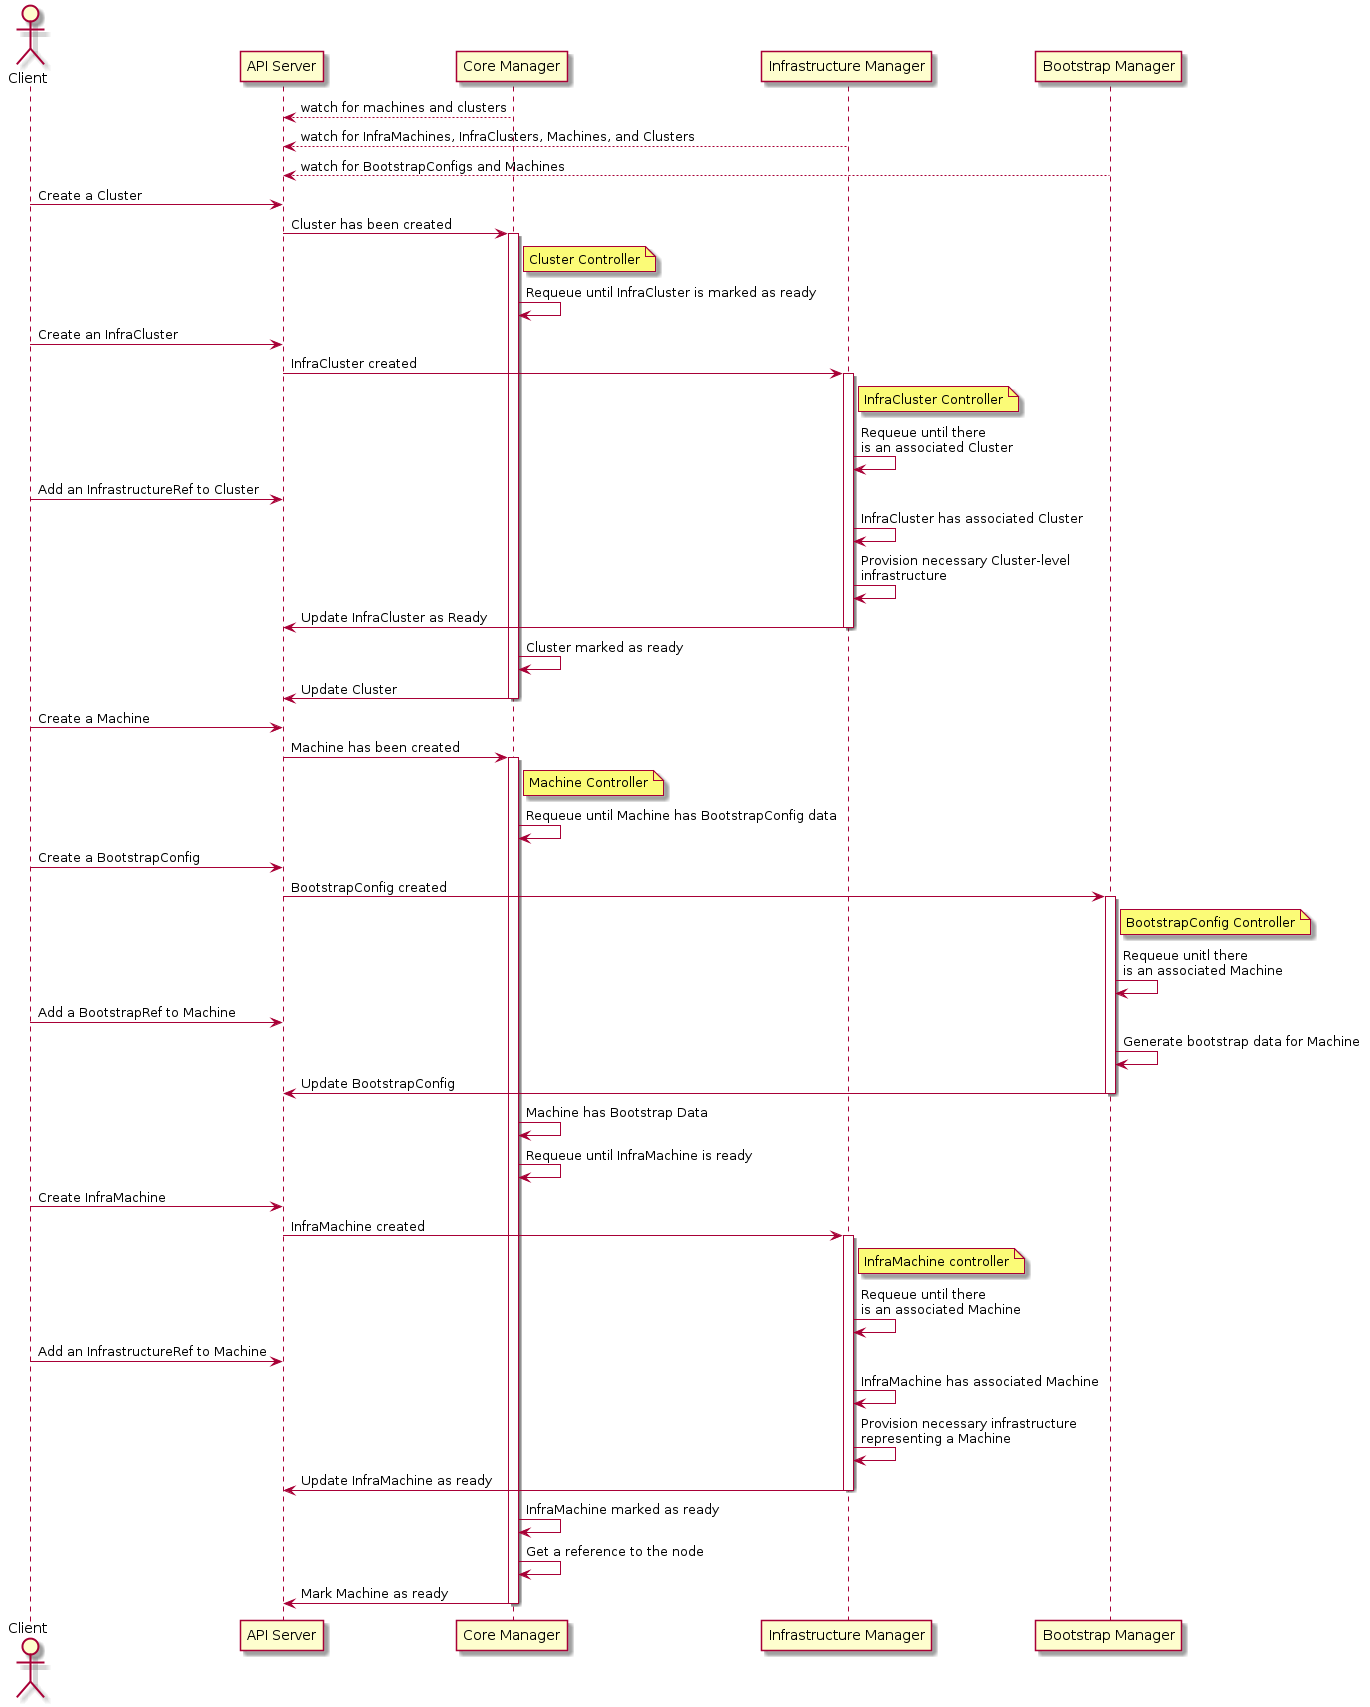 Client
API Server
Core Manager
Infrastructure Manager
Bootstrap Manager
watch for machines and clusters
watch for InfraMachines, InfraClusters, Machines, and Clusters
watch for BootstrapConfigs and Machines
Create a Cluster
Cluster has been created
Cluster Controller
Requeue until InfraCluster is marked as ready
Create an InfraCluster
InfraCluster created
InfraCluster Controller
Requeue until there
is an associated Cluster
Add an InfrastructureRef to Cluster
InfraCluster has associated Cluster
Provision necessary Cluster-level
infrastructure
Update InfraCluster as Ready
Cluster marked as ready
Update Cluster
Create a Machine
Machine has been created
Machine Controller
Requeue until Machine has BootstrapConfig data
Create a BootstrapConfig
BootstrapConfig created
BootstrapConfig Controller
Requeue unitl there
is an associated Machine
Add a BootstrapRef to Machine
Generate bootstrap data for Machine
Update BootstrapConfig
Machine has Bootstrap Data
Requeue until InfraMachine is ready
Create InfraMachine
InfraMachine created
InfraMachine controller
Requeue until there
is an associated Machine
Add an InfrastructureRef to Machine
InfraMachine has associated Machine
Provision necessary infrastructure
representing a Machine
Update InfraMachine as ready
InfraMachine marked as ready
Get a reference to the node
Mark Machine as ready
Client
API Server
Core Manager
Infrastructure Manager
Bootstrap Manager